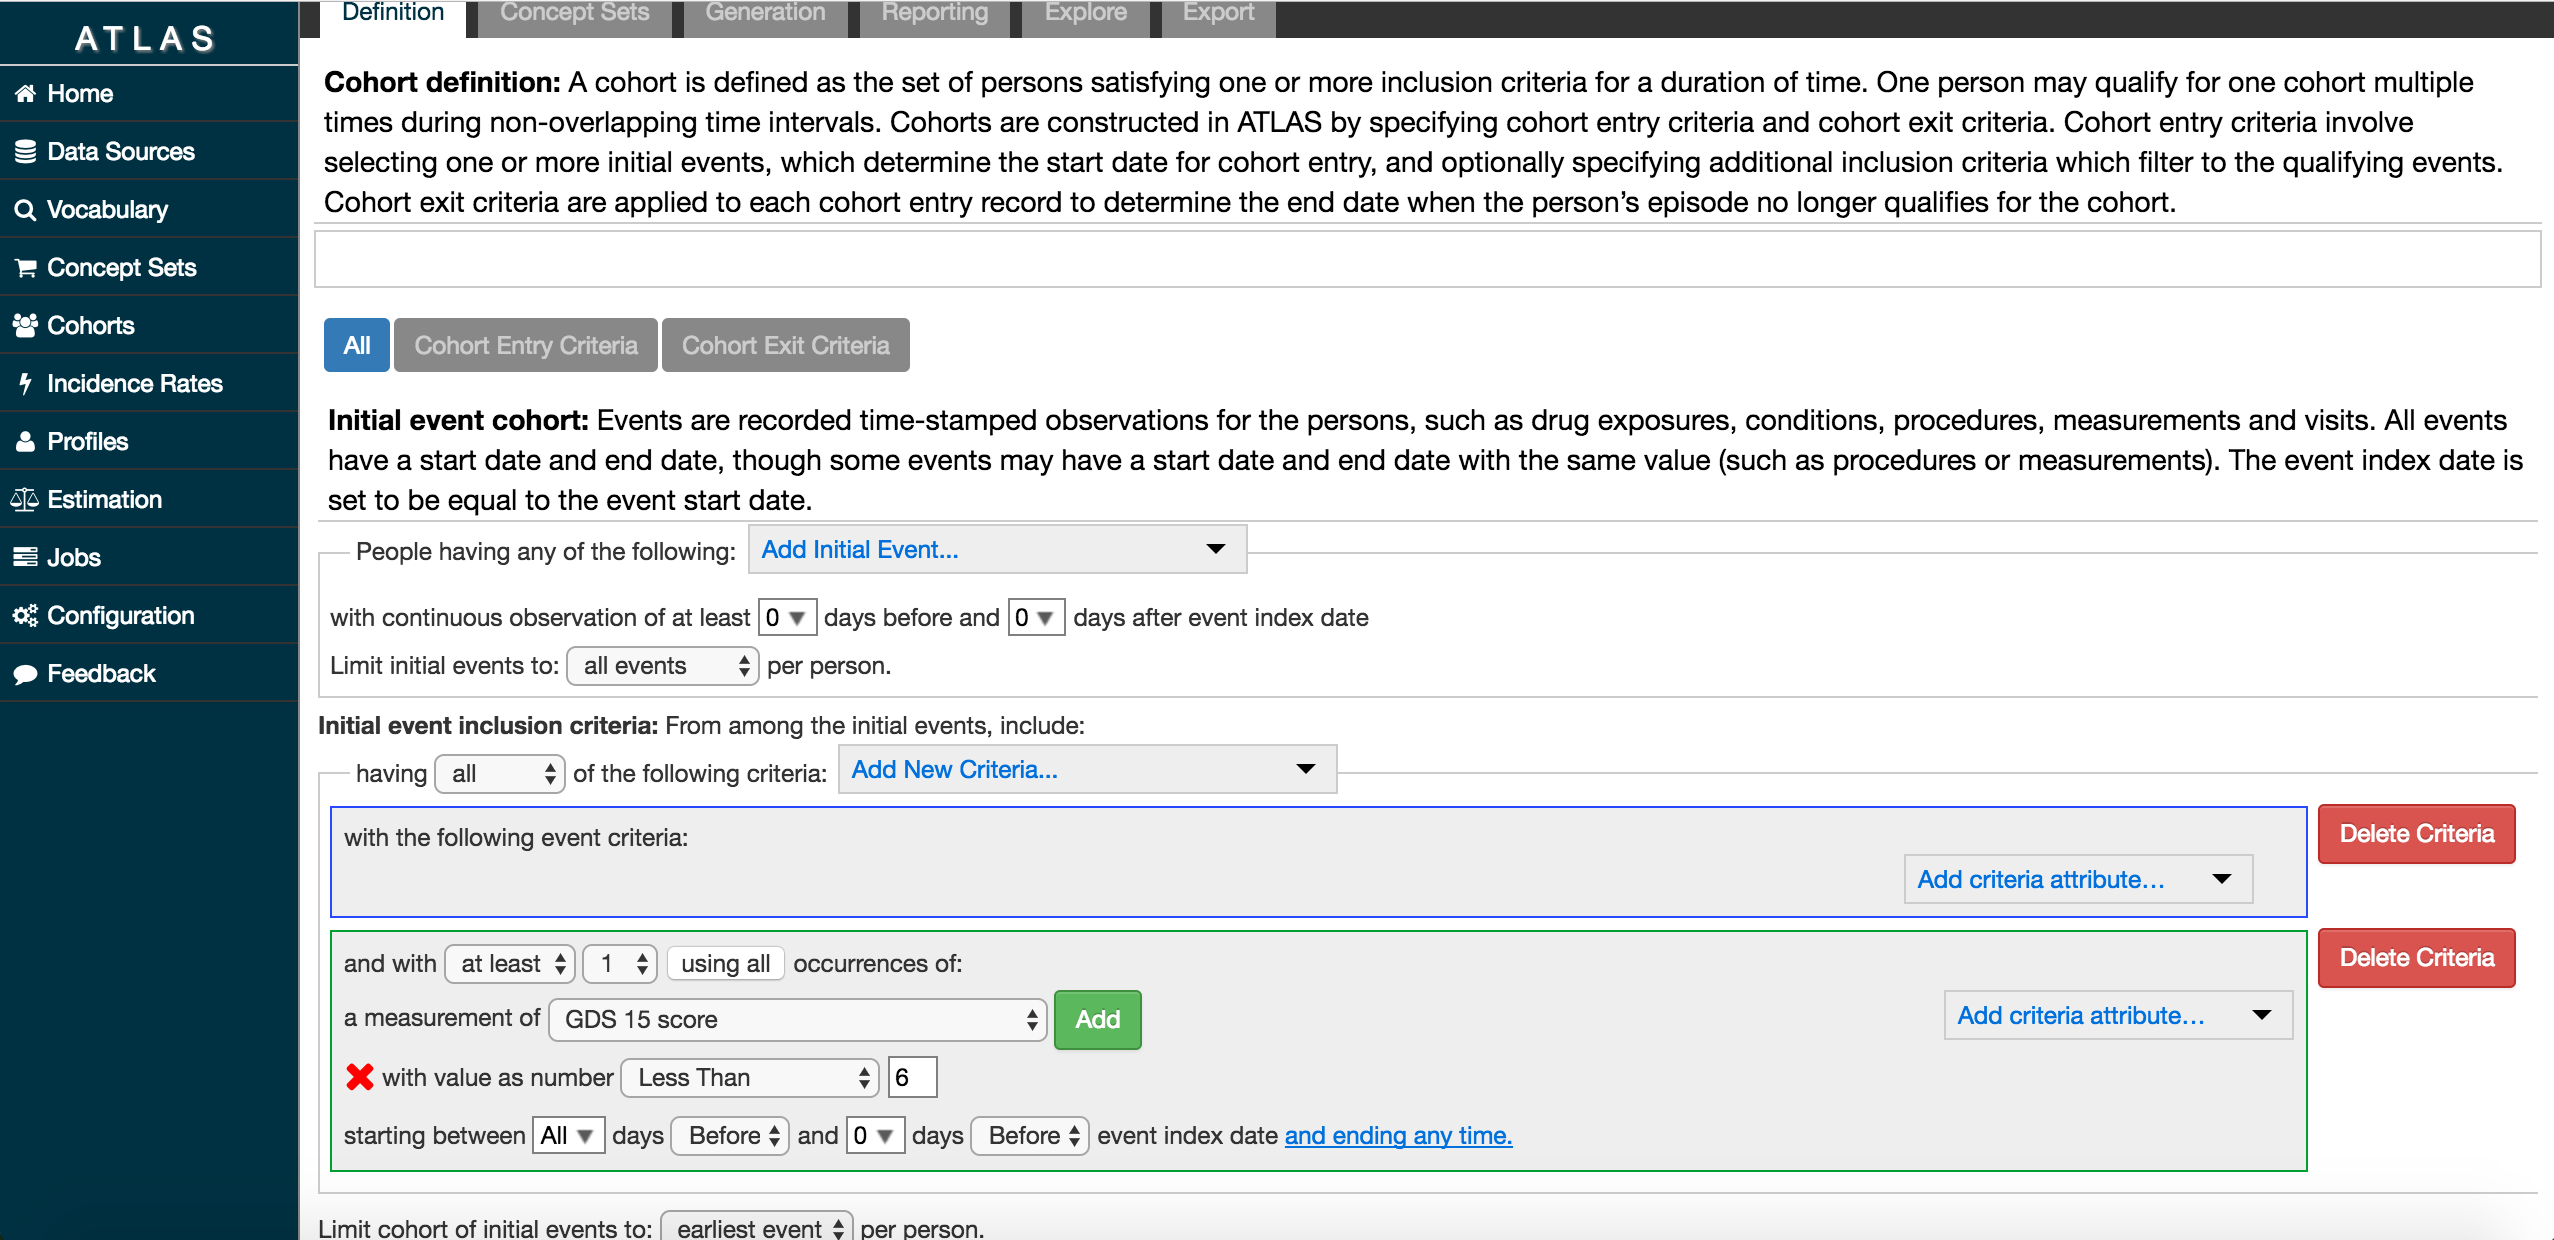 ATLAS
Home
Data Sources
Vocabulary
Concept Sets
Cohorts
Incidence Rates
Profiles
Estimation
Jobs
Configuration
Feedback
Definition Concept Sets Generation Reporting Explore Export
Cohort definition: A cohort is defined as the set of persons satisfying one or more inclusion criteria for a duration of time. One person may qualify for one cohort multiple
times during non-overlapping time intervals. Cohorts are constructed in ATLAS by specifying cohort entry criteria and cohort exit criteria. Cohort entry criteria involve
selecting one or more initial events, which determine the start date for cohort entry, and optionally specifying additional inclusion criteria which filter to the qualifying events.
Cohort exit criteria are applied to each cohort entry record to determine the end date when the person’s episode no longer qualifies for the cohort.
All Cohort Entry Criteria Cohort Exit Criteria
Initial event cohort: Events are recorded time-stamped observations for the persons, such as drug exposures, conditions, procedures, measurements and visits. All events
have a start date and end date, though some events may have a start date and end date with the same value (such as procedures or measurements). The event index date is
set to be equal to the event start date.
People having any of the following: Add Initial Event...
with continuous observation of at least 0 days before and 0 days after event index date
Limit initial events to: all events per person.
Initial event inclusion criteria: From among the initial events, include:
having all of the following criteria: Add New Criteria...
with the following event criteria:
Delete Criteria
Add criteria attribute...
and with at least 1 using all occurrences of:
Delete Criteria
a measurement of GDS 15 score Add
Add criteria attribute...
with value as number Less Than 6
starting between All days Before and 0 days Before event index date and ending any time.
Limit cohort of initial events to: earliest event per person.